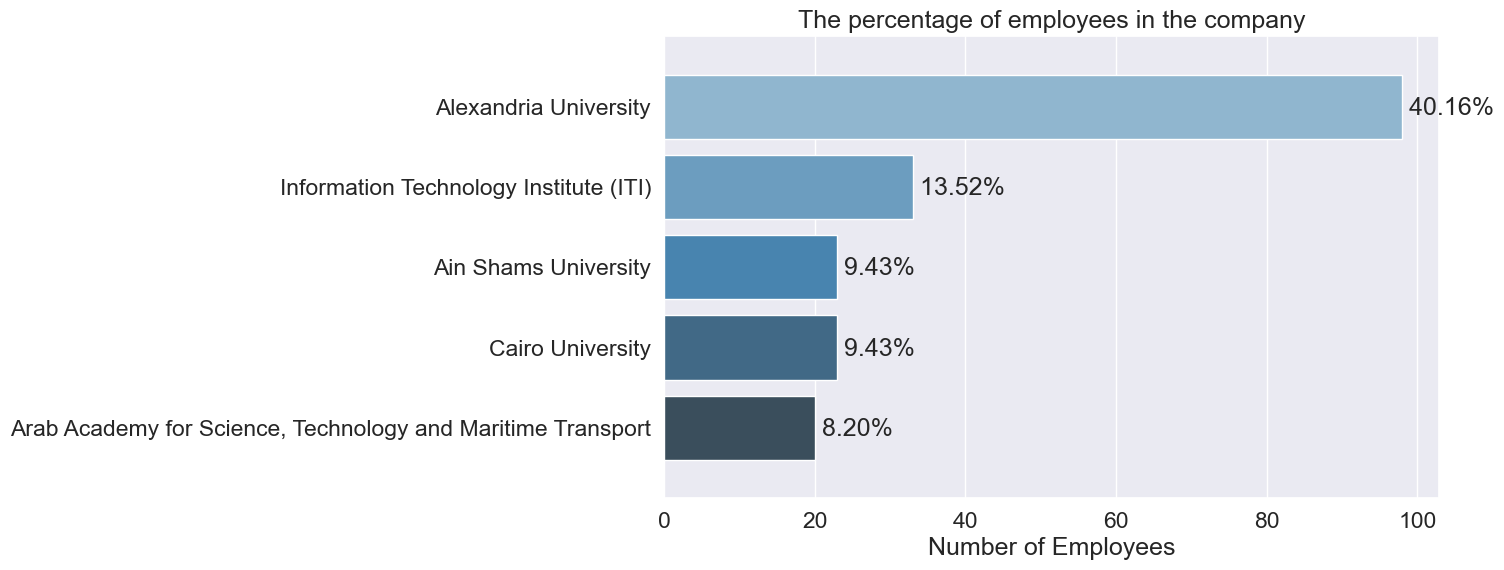 The percentage of employees in the company
Alexandria University
40.16%
Information Technology Institute (ITI)
13.52%
Ain Shams University
9.43%
Cairo University
9.43%
Arab Academy for Science, Technology and Maritime Transport
8.20%
0 20 40 60 80 100
Number of Employees